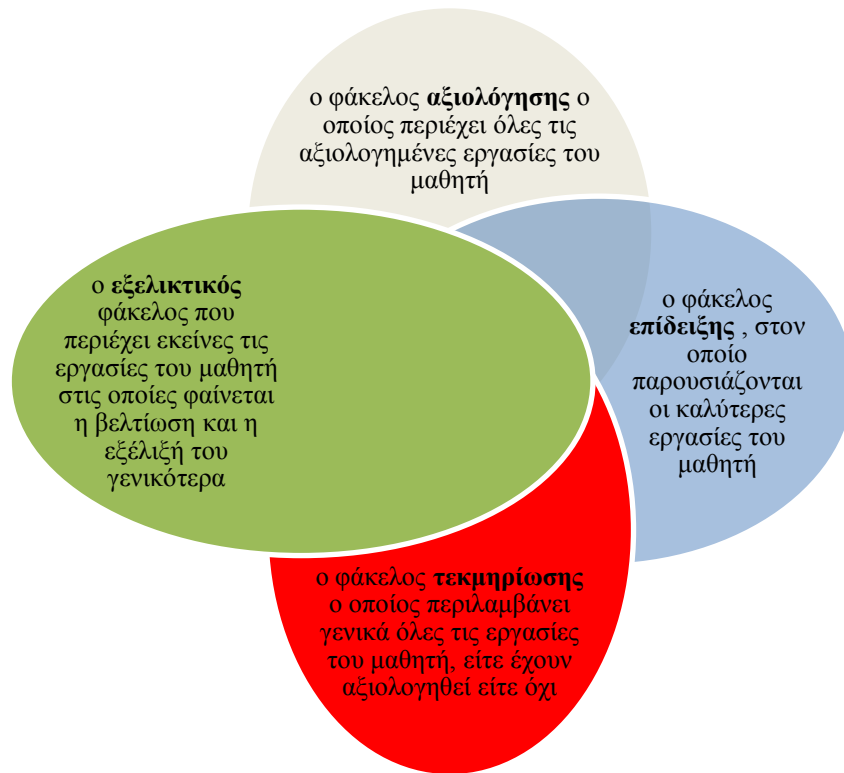 ο φάκελος αξιολόγησης ο
οποίος περιέχει όλες τις
αξιολογημένες εργασίες του
μαθητή
ο φάκελος
επίδειξης , στον
οποίο
παρουσιάζονται
οι καλύτερες
εργασίες του
μαθητή
ο φάκελος τεκμηρίωσης
ο οποίος περιλαμβάνει
γενικά όλες τις εργασίες
του μαθητή, είτε έχουν
αξιολογηθεί είτε όχι
ο εξελικτικός
φάκελος που
περιέχει εκείνες τις
εργασίες του μαθητή
στις οποίες φαίνεται
η βελτίωση και η
εξέλιξή του
γενικότερα